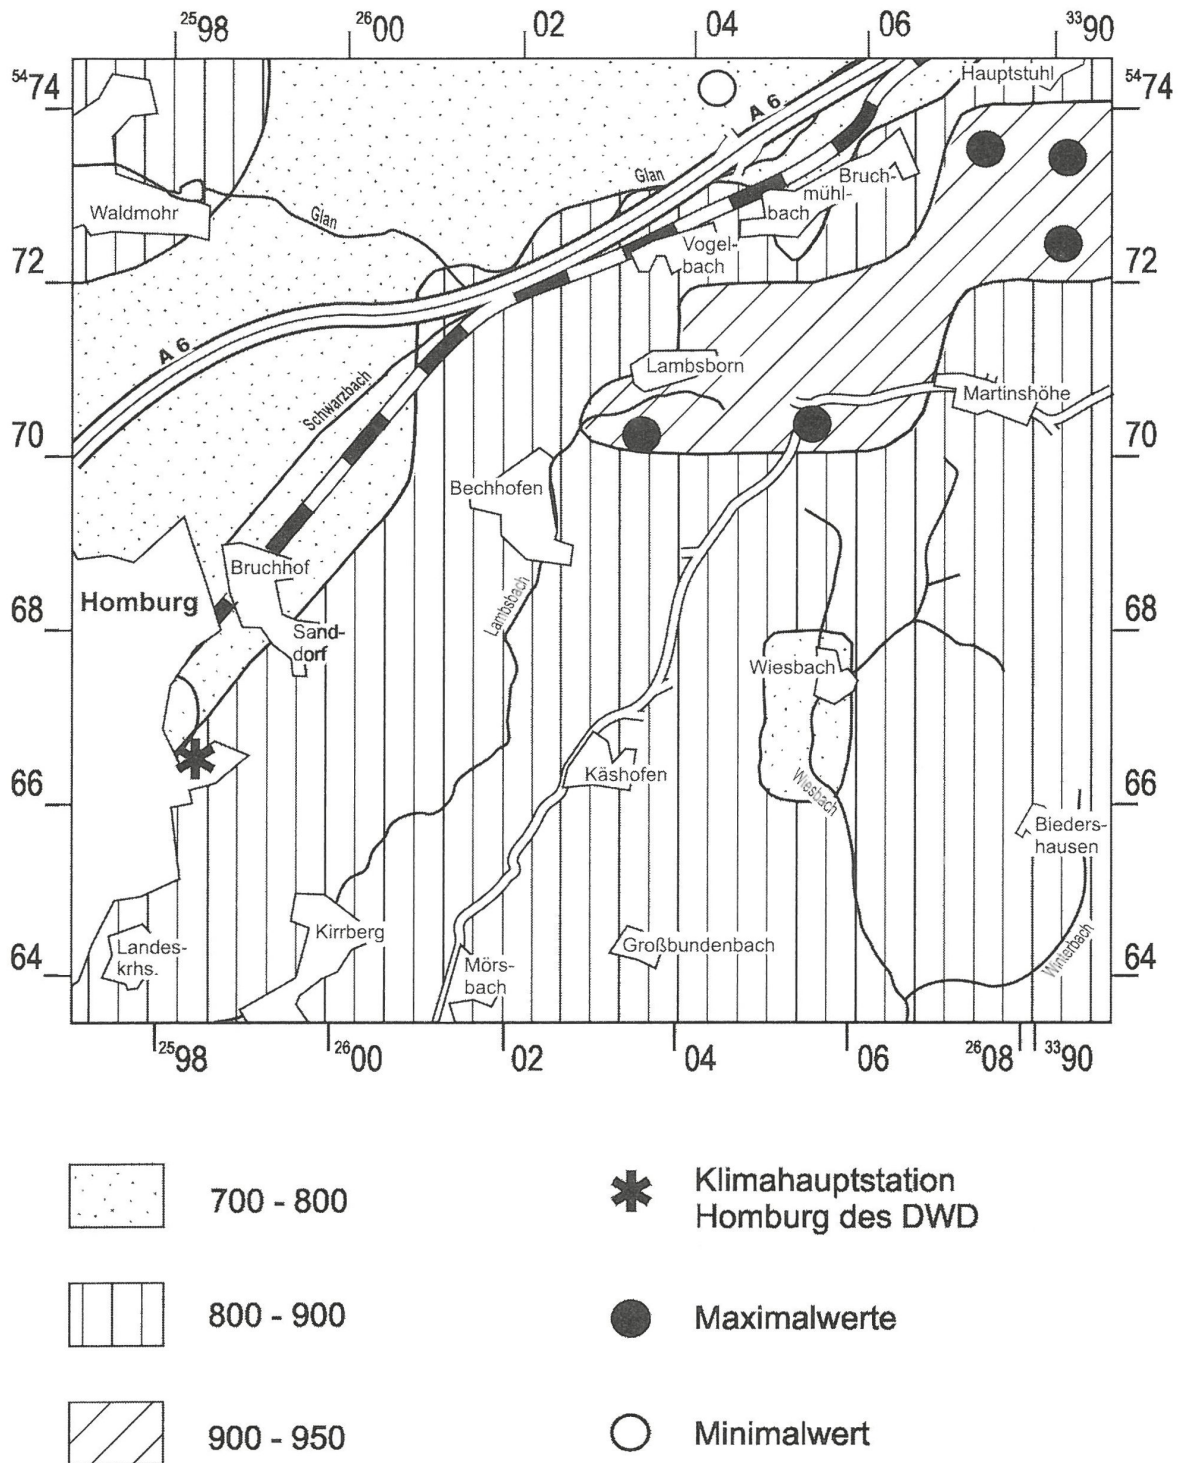 2598
2600
02
04
06
3390
5474
Hauptstuhl
5474
A 6
Glan
Bruch-
mühl-
bach
Waldmohr
Glan
Vogel-
bach
72
72
A 6
Lambsborn
Schwarzbach
Martinshöhe
70
70
Bechhofen
Bruchhof
Homburg
Lambsbach
68
68
Sand-
dorf
Wiesbach
Käshofen
66
66
Wiesbach
Bieders-
hausen
Kirrberg
Landes-
krhs.
Großbundenbach
Mörs-
bach
Winterbach
64
64
2598
2600
02
04
06
2608
3390
700 - 800
Klimahauptstation
Homburg des DWD
800 - 900
Maximalwerte
900 - 950
Minimalwert